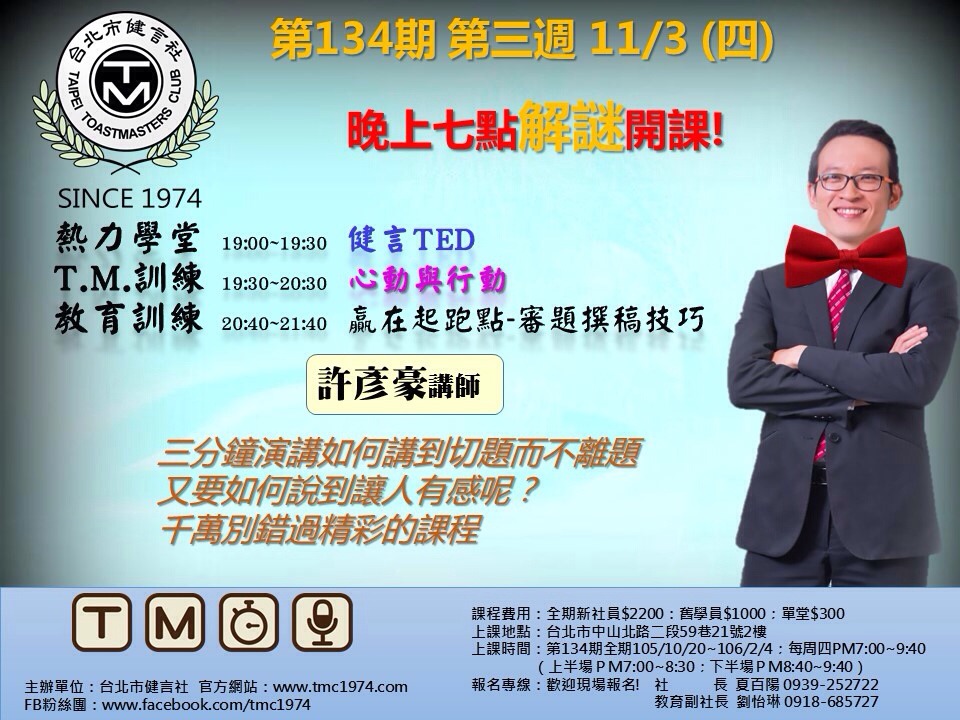 台北市健言社
TAIPEI TOASTMASTERS CLUB
TM
SINCE 1974
第134期 第三週 11/3 (四)
晚上七點解謎開課!
熱力學堂 19:00~19:30 健言TED
T.M.訓練 19:30~20:30 心動與行動
教育訓練 20:40~21:40 贏在起跑點-審題撰稿技巧
許彥豪講師
三分鐘演講如何講到切題而不離題
又要如何說到讓人有感呢?
千萬別錯過精彩的課程
T M
課程費用:全期新社員$2200;舊學員$1000;單堂$300
上課地點:台北市中山北路二段59巷21號2樓
上課時間:第134期全期105/10/20~106/2/4;每周四PM7:00~9:40
(上半場PM7:00~8:30;下半場PM8:40~9:40)
報名專線:歡迎現場報名! 社 長 夏百陽 0939-252722
教育副社長 劉怡琳 0918-685727
主辦單位:台北市健言社 官方網站:www.tmc1974.com
FB粉絲團:www.facebook.com/tmc1974